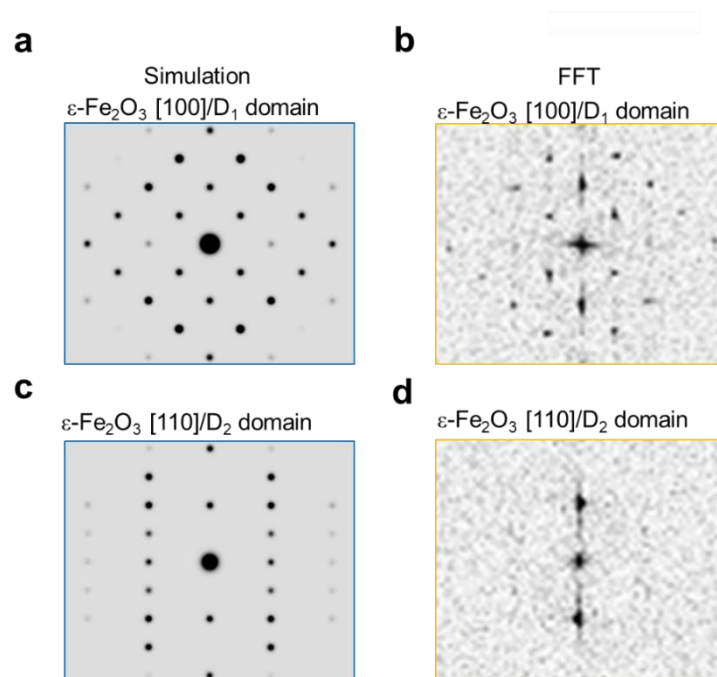 a
b
Simulation
FFT
ε-Fe₂O₃ [100]/D₁ domain
ε-Fe₂O₃ [100]/D₁ domain
c
d
ε-Fe₂O₃ [110]/D₂ domain
ε-Fe₂O₃ [110]/D₂ domain